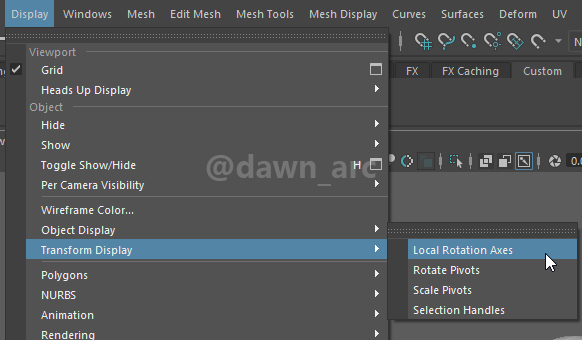 Display Windows Mesh Edit Mesh Mesh Tools Mesh Display Curves Surfaces Deform UV
Viewport
Grid
Heads Up Display
Object
Hide
Show
Toggle Show/Hide H
Per Camera Visibility
Wireframe Color...
Object Display
Transform Display
Polygons
NURBS
Animation
Rendering
FX FX Caching Custom
0.0
@dawn_arc
Local Rotation Axes
Rotate Pivots
Scale Pivots
Selection Handles